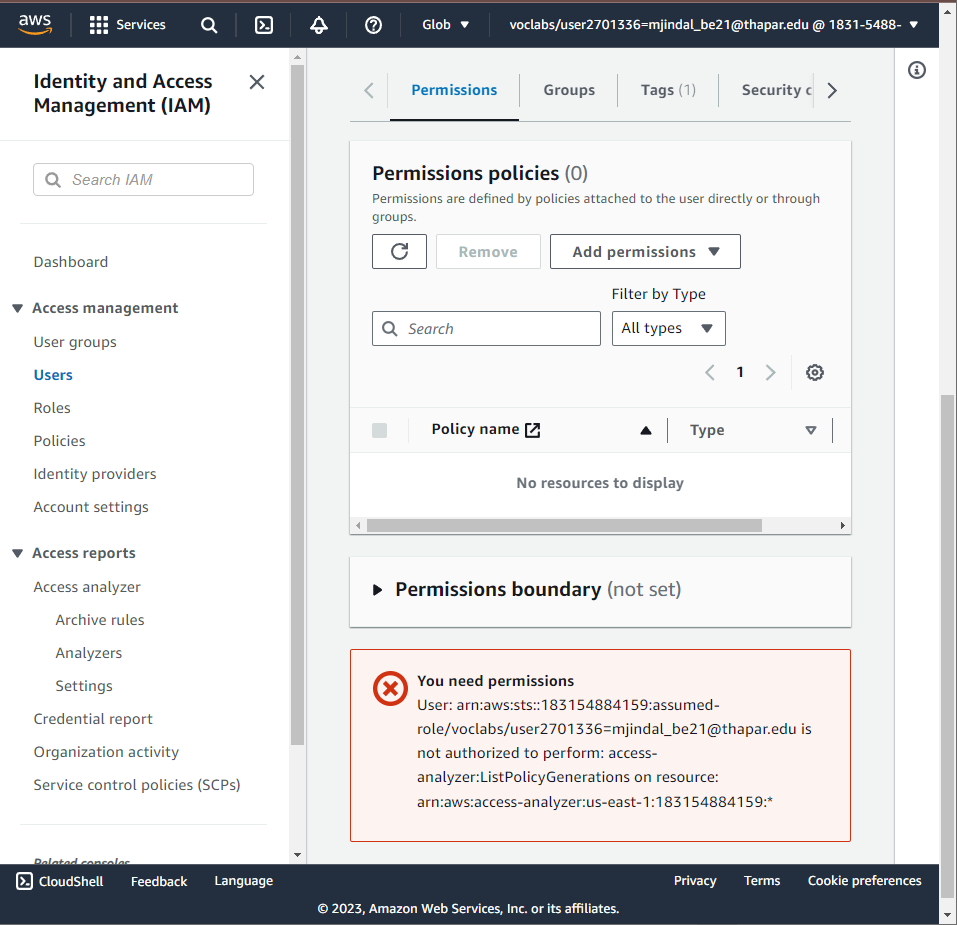 aws
Services
Glob
voclabs/user2701336=mjindal_be21@thapar.edu @ 1831-5488-
Identity and Access
Management (IAM)
Search IAM
Dashboard
Access management
User groups
Users
Roles
Policies
Identity providers
Account settings
Access reports
Access analyzer
Archive rules
Analyzers
Settings
Credential report
Organization activity
Service control policies (SCPs)
Related consoles
Permissions
Groups
Tags (1)
Security c
Permissions policies (0)
Permissions are defined by policies attached to the user directly or through
groups.
Remove
Add permissions
Filter by Type
Search
All types
1
Policy name
Type
No resources to display
Permissions boundary (not set)
You need permissions
User: arn:aws:sts::183154884159:assumed-
role/voclabs/user2701336=mjindal_be21@thapar.edu is
not authorized to perform: access-
analyzer:ListPolicyGenerations on resource:
arn:aws:access-analyzer:us-east-1:183154884159:*
CloudShell
Feedback
Language
Privacy
Terms
Cookie preferences
© 2023, Amazon Web Services, Inc. or its affiliates.